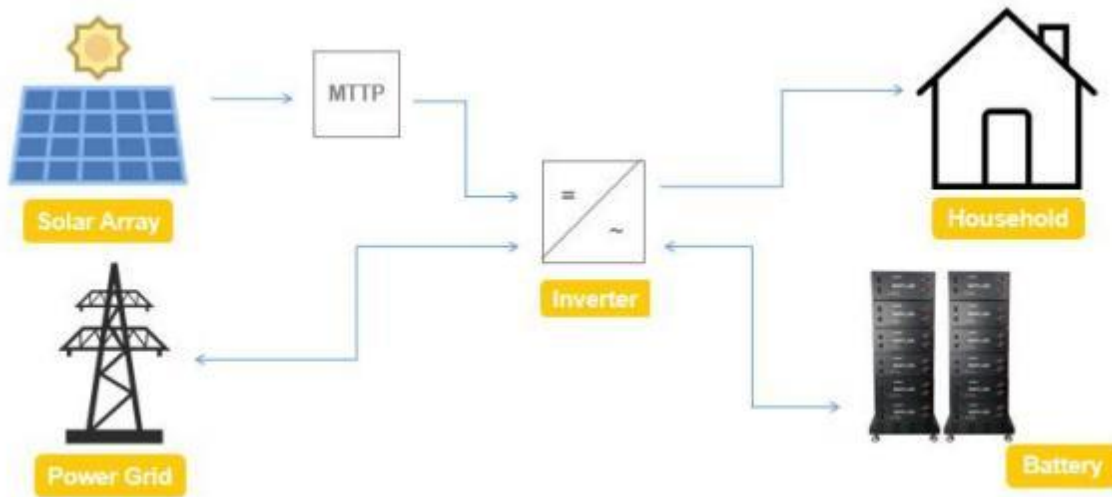 MTTP
Solar Array
Household
=
~
Inverter
Power Grid
Battery